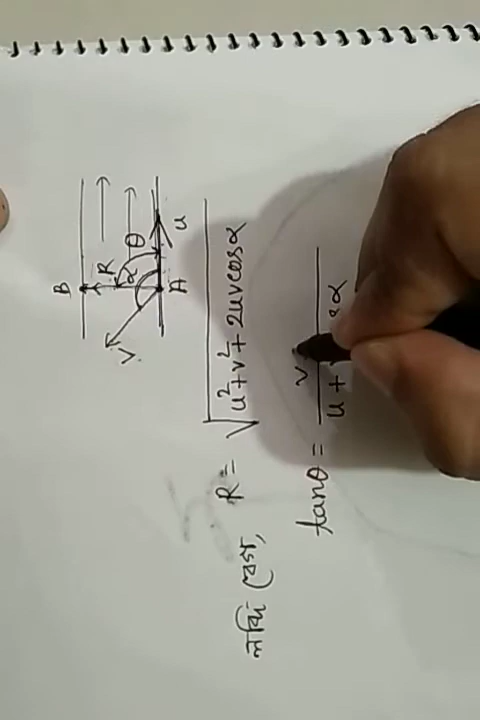 B
R
θ
α
v
A
u
লব্ধি বেগ, R = √u²+v²+2uvcosα
tanθ = v
u +
α